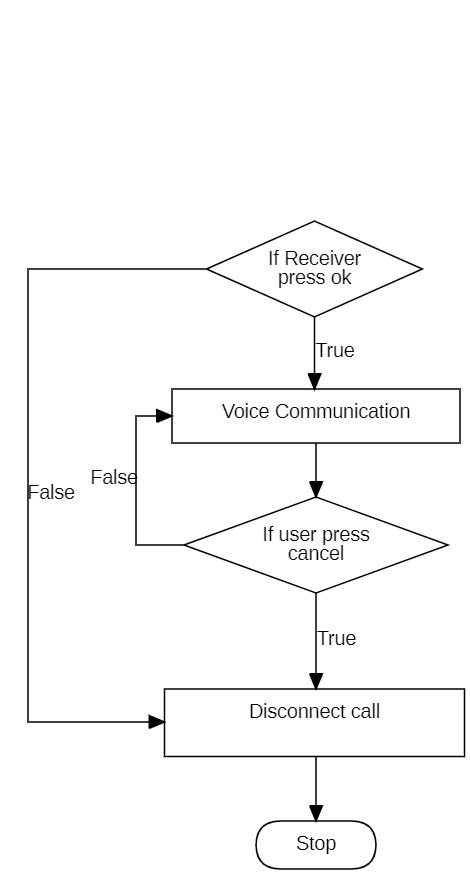 If Receiver
press ok
True
Voice Communication
False
False
If user press
cancel
True
Disconnect call
Stop